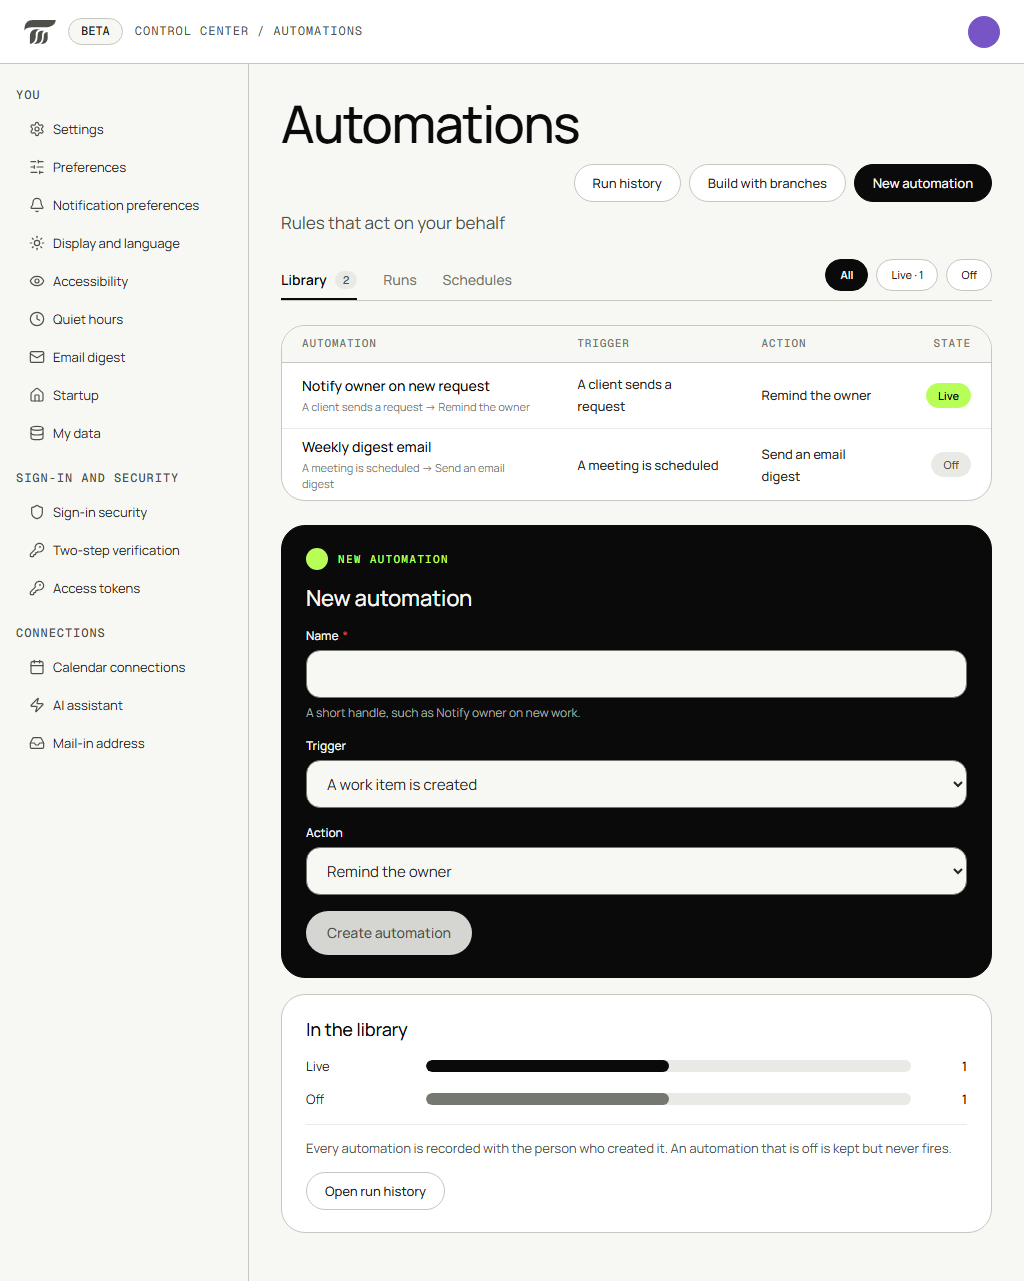 BETA
CONTROL CENTER / AUTOMATIONS
YOU
Settings
Preferences
Notification preferences
Display and language
Accessibility
Quiet hours
Email digest
Startup
My data
SIGN-IN AND SECURITY
Sign-in security
Two-step verification
Access tokens
CONNECTIONS
Calendar connections
AI assistant
Mail-in address
Automations
Run history
Build with branches
New automation
Rules that act on your behalf
Library 2
Runs
Schedules
All
Live · 1
Off
AUTOMATION
TRIGGER
ACTION
STATE
Notify owner on new request
A client sends a request → Remind the owner
A client sends a
request
Remind the owner
Live
Weekly digest email
A meeting is scheduled → Send an email
digest
A meeting is scheduled
Send an email
digest
Off
NEW AUTOMATION
New automation
Name *
A short handle, such as Notify owner on new work.
Trigger
A work item is created
Action
Remind the owner
Create automation
In the library
Live 1
Off 1
Every automation is recorded with the person who created it. An automation that is off is kept but never fires.
Open run history